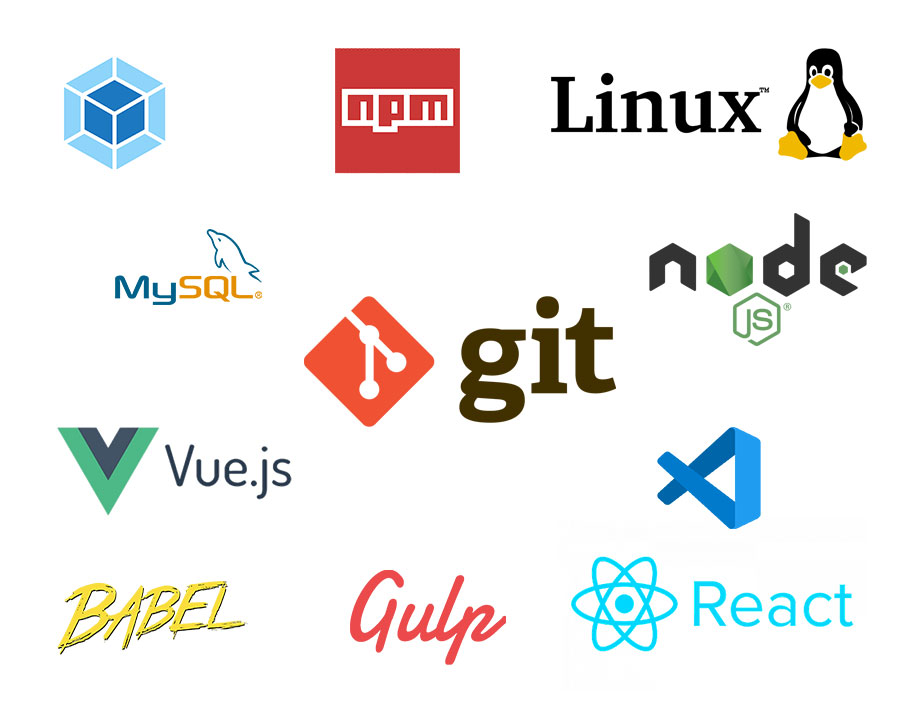 npm
Linux™
MySQL®
node
JS®
git
Vue.js
BABEL
Gulp
React